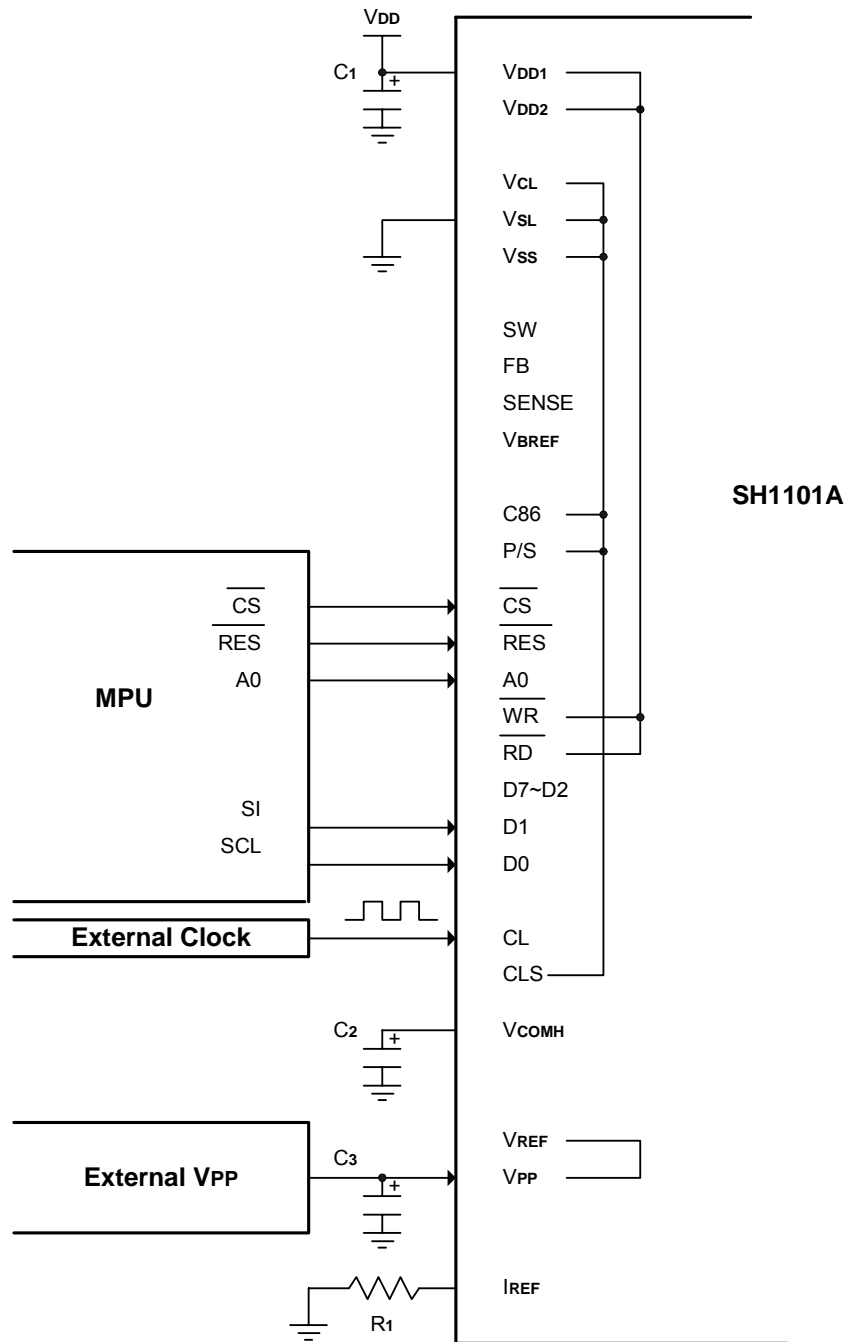 VDD
C1 +
VDD1
VDD2
VCL
VSL
VSS
SW
FB
SENSE
VBREF
SH1101A
C86
P/S
MPU
CS
RES
A0
SI
SCL
CS
RES
A0
WR
RD
D7~D2
D1
D0
External Clock
CL
CLS
C2 +
VCOMH
External VPP
C3 +
VREF
VPP
R1
IREF